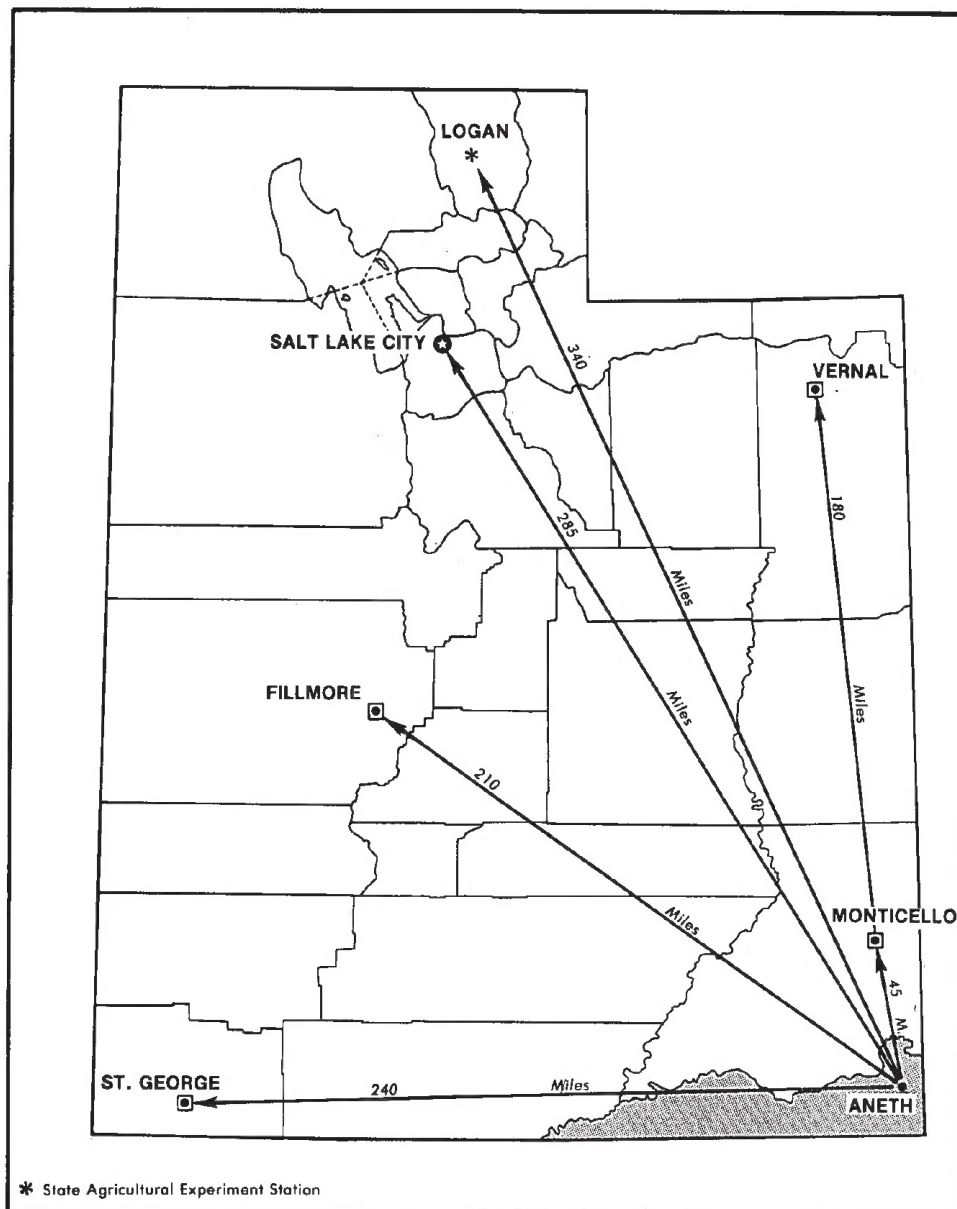 LOGAN
*
SALT LAKE CITY
340
VERNAL
285
180
Miles
FILLMORE
Miles
Miles
210
Miles
MONTICELLO
45 M.
ST. GEORGE
240 Miles
ANETH
* State Agricultural Experiment Station